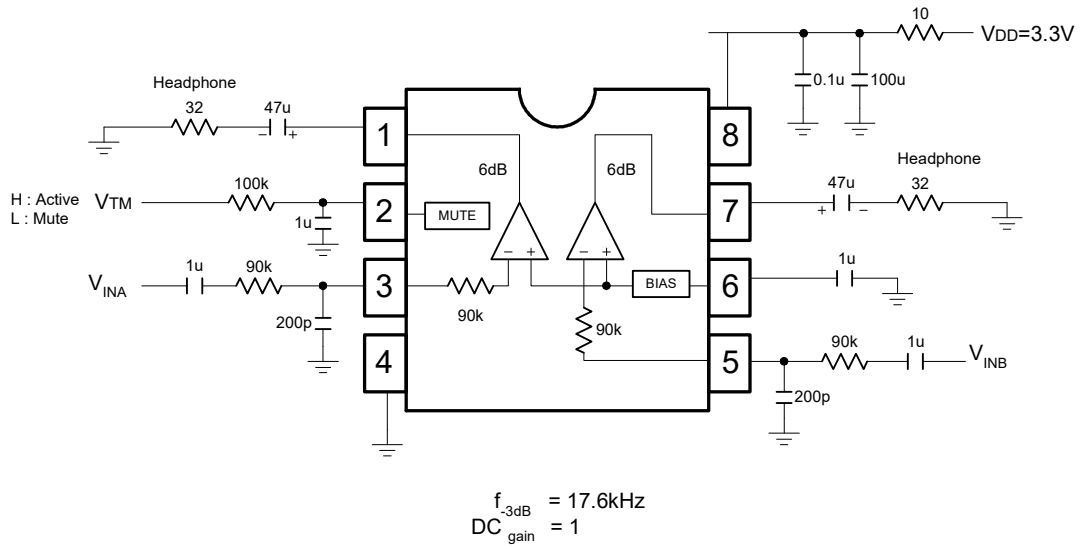 10
VDD=3.3V
0.1u
100u
Headphone
32
47u
1
8
6dB
6dB
Headphone
47u
32
H : Active
L : Mute
VTM
100k
1u
2
MUTE
7
VINA
1u
90k
200p
3
90k
BIAS
6
1u
90k
4
5
90k
1u
VINB
200p
f-3dB = 17.6kHz
DC gain = 1